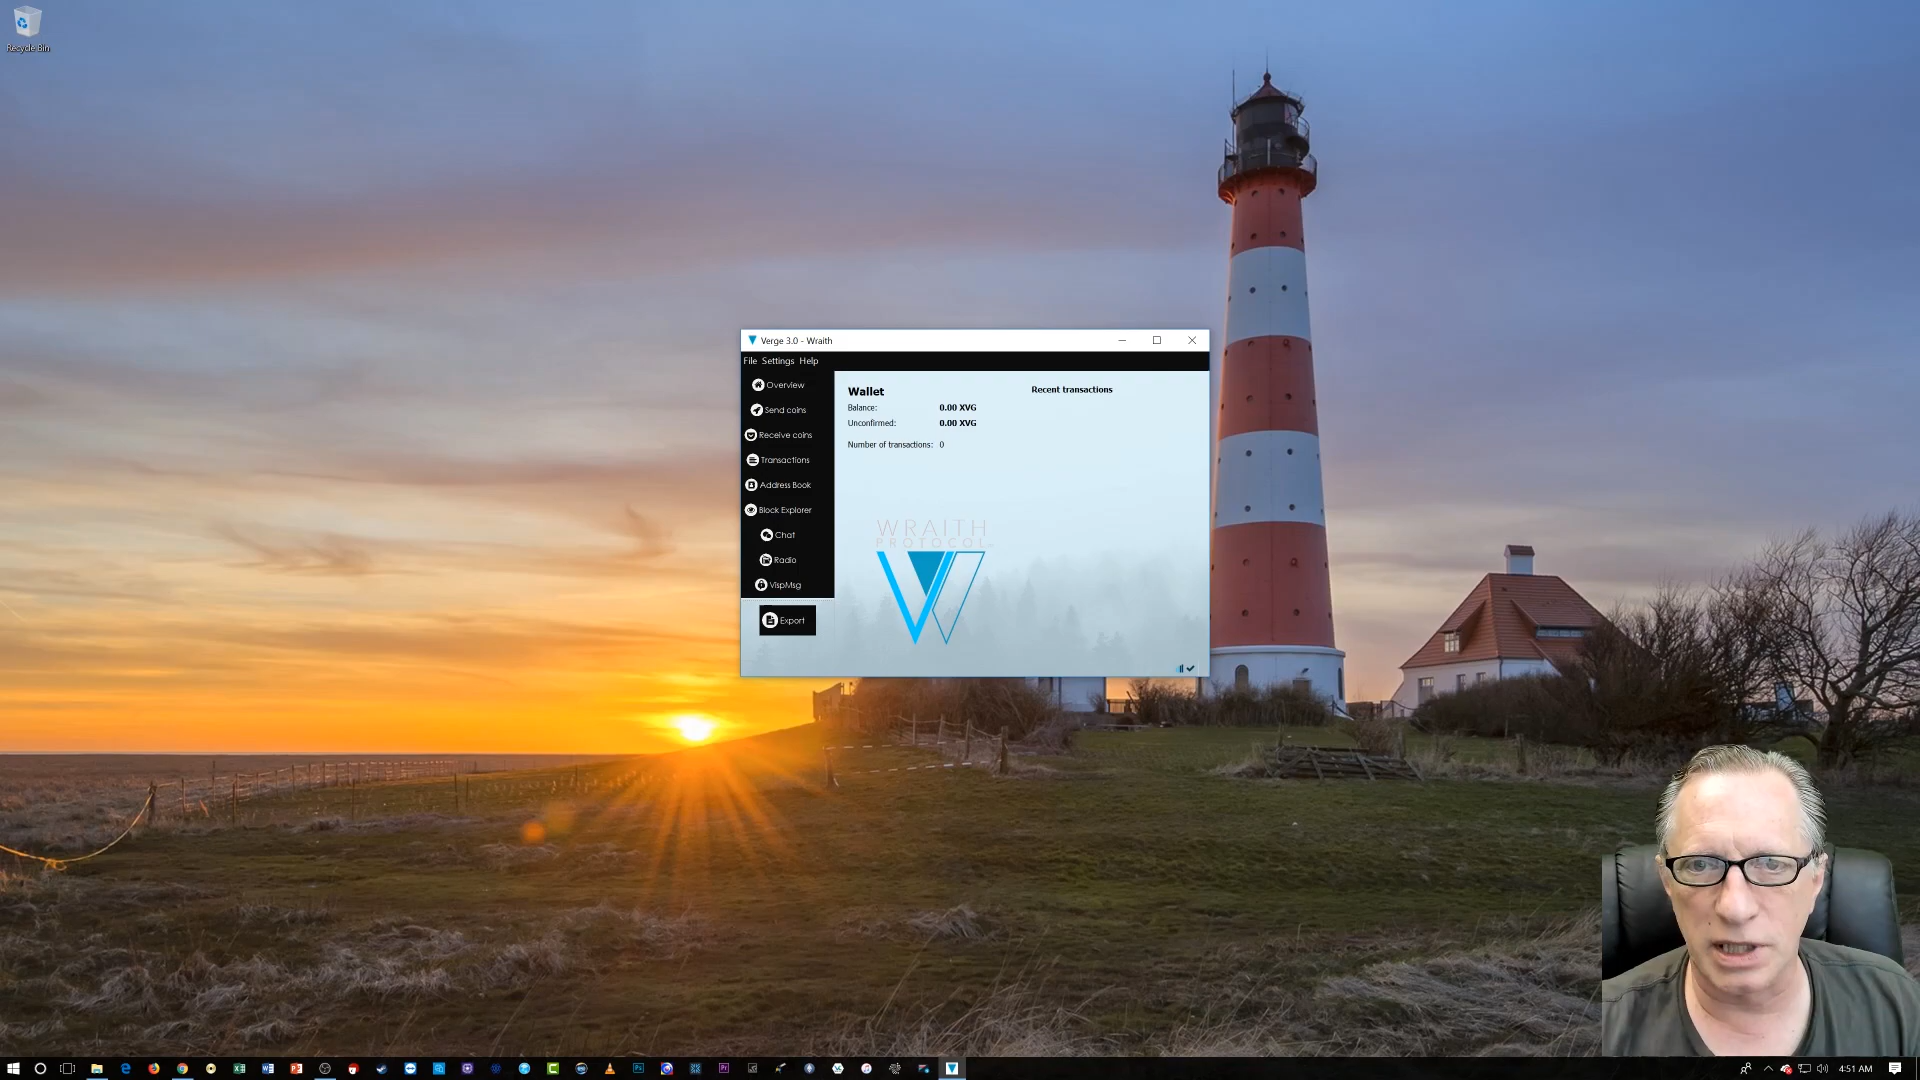 Recycle Bin
Verge 3.0 - Wraith
File Settings Help
Overview
Send coins
Receive coins
Transactions
Address Book
Block Explorer
Chat
Radio
VispMsg
Export
Wallet
Balance: 0.00 XVG
Unconfirmed: 0.00 XVG
Number of transactions: 0
Recent transactions
WRAITH
PROTOCOL
4:51 AM